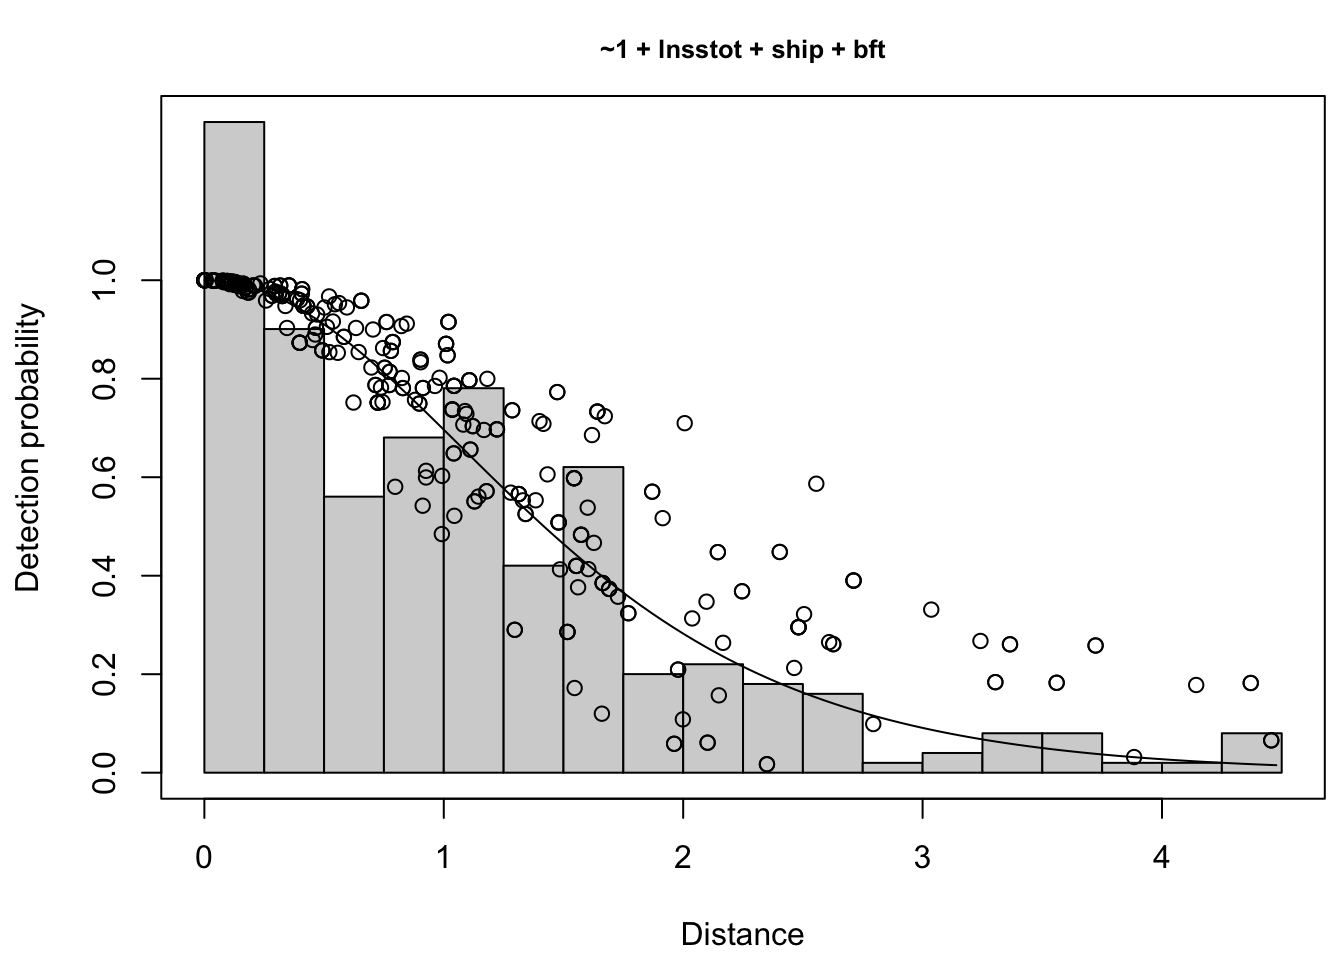 ~1 + lnsstot + ship + bft
Detection probability
1.0
0.8
0.6
0.4
0.2
0.0
0 1 2 3 4
Distance